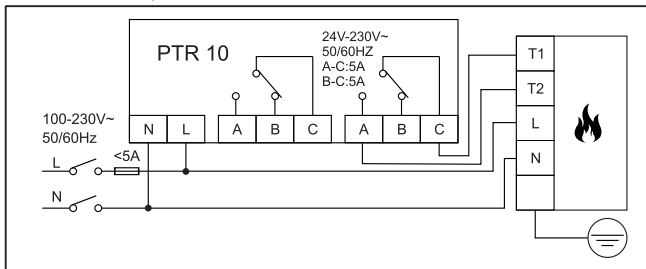 PTR 10
24V-230V~
50/60HZ
A-C:5A
B-C:5A
T1
T2
L
N
100-230V~
50/60Hz
N L A B C A B C
<5A
L
N